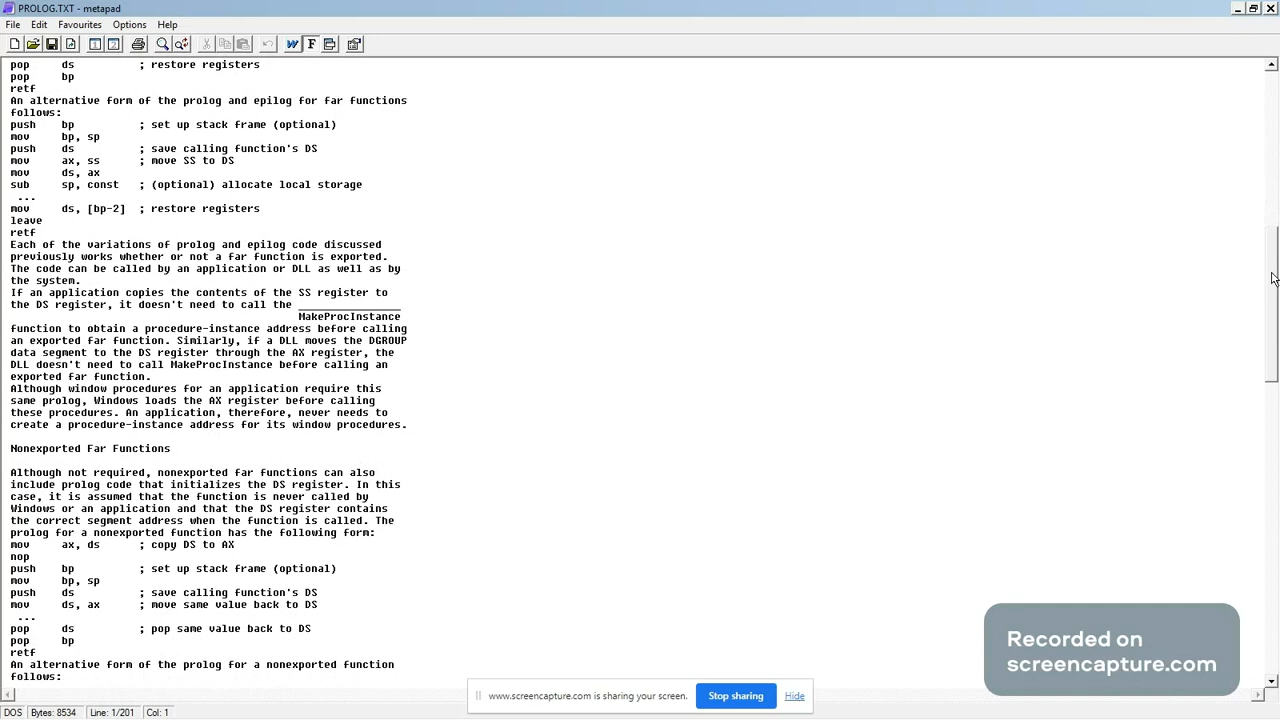 PROLOG.TXT - metapad
File Edit Favourites Options Help
pop ds ; restore registers
pop bp
retf
An alternative form of the prolog and epilog for far functions
follows:
push bp ; set up stack frame (optional)
mov bp, sp
push ds ; save calling function's DS
mov ax, ss ; move SS to DS
mov ds, ax
sub sp, const ; (optional) allocate local storage
...
mov ds, [bp-2] ; restore registers
leave
retf
Each of the variations of prolog and epilog code discussed
previously works whether or not a far function is exported.
The code can be called by an application or DLL as well as by
the system.
If an application copies the contents of the SS register to
the DS register, it doesn't need to call the
MakeProcInstance
function to obtain a procedure-instance address before calling
an exported far function. Similarly, if a DLL moves the DGROUP
data segment to the DS register through the AX register, the
DLL doesn't need to call MakeProcInstance before calling an
exported far function.
Although window procedures for an application require this
same prolog, Windows loads the AX register before calling
these procedures. An application, therefore, never needs to
create a procedure-instance address for its window procedures.
Nonexported Far Functions
Although not required, nonexported far functions can also
include prolog code that initializes the DS register. In this
case, it is assumed that the function is never called by
Windows or an application and that the DS register contains
the correct segment address when the function is called. The
prolog for a nonexported function has the following form:
mov ax, ds ; copy DS to AX
nop
push bp ; set up stack frame (optional)
mov bp, sp
push ds ; save calling function's DS
mov ds, ax ; move same value back to DS
...
pop ds ; pop same value back to DS
pop bp
retf
An alternative form of the prolog for a nonexported function
follows:
Recorded on
screencapture.com
www.screencapture.com is sharing your screen. Stop sharing Hide
DOS Bytes: 8534 Line: 1/201 Col: 1